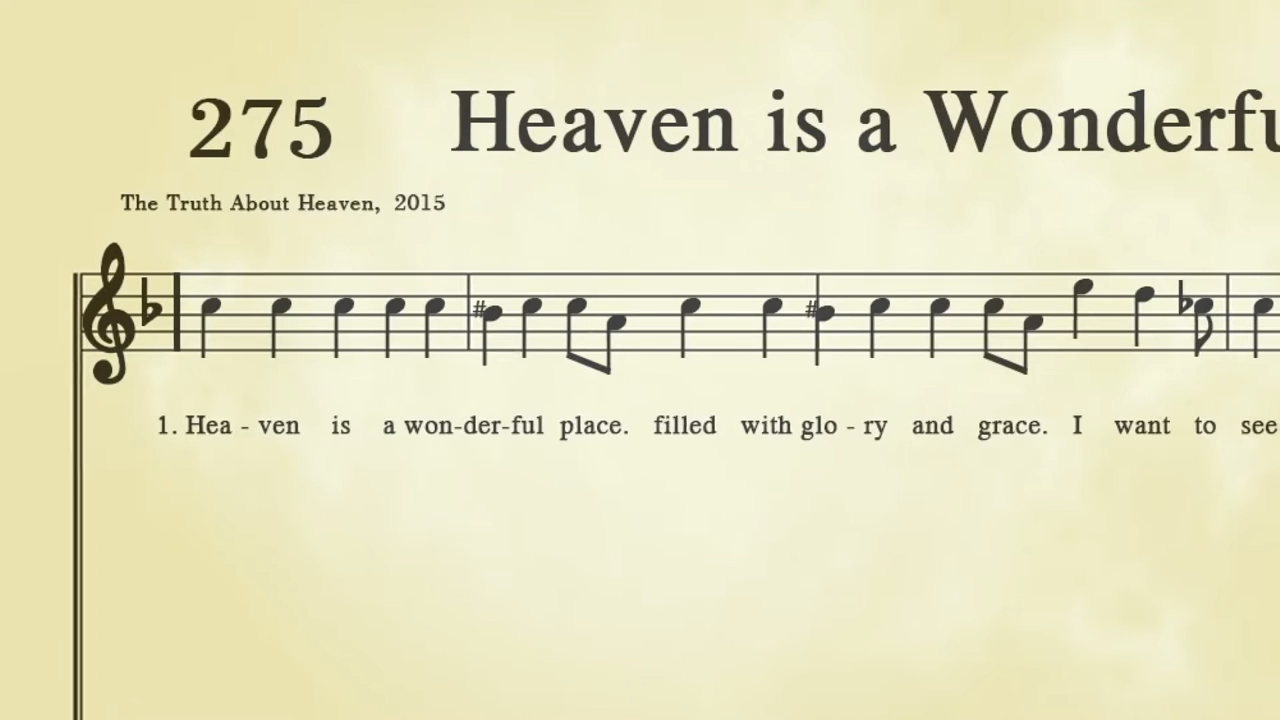 275 Heaven is a Wonderfu
The Truth About Heaven, 2015
1. Hea - ven is a won-der-ful place. filled with glo - ry and grace. I want to see